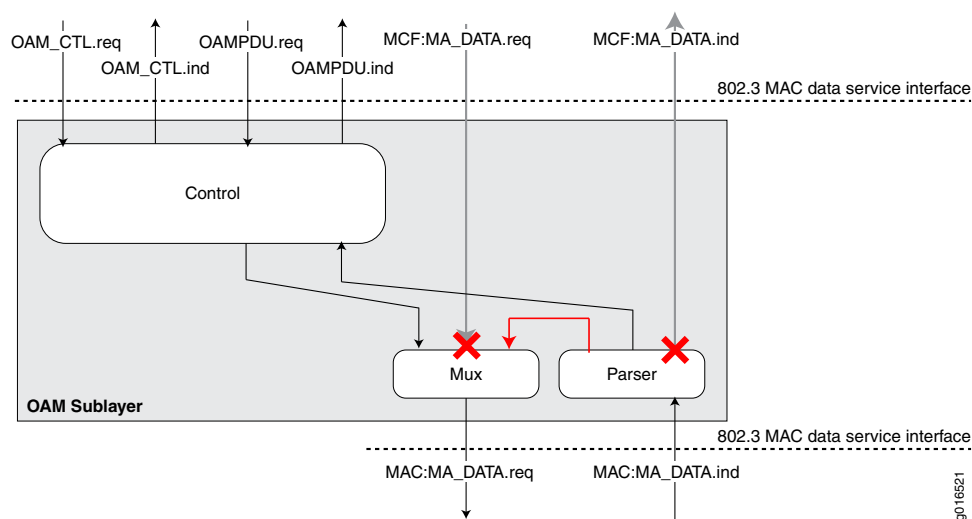 OAM_CTL.req
OAMPDU.req
MCF:MA_DATA.req
MCF:MA_DATA.ind
OAM_CTL.ind
OAMPDU.ind
802.3 MAC data service interface
Control
Mux
Parser
OAM Sublayer
802.3 MAC data service interface
MAC:MA_DATA.req
MAC:MA_DATA.ind
g016521